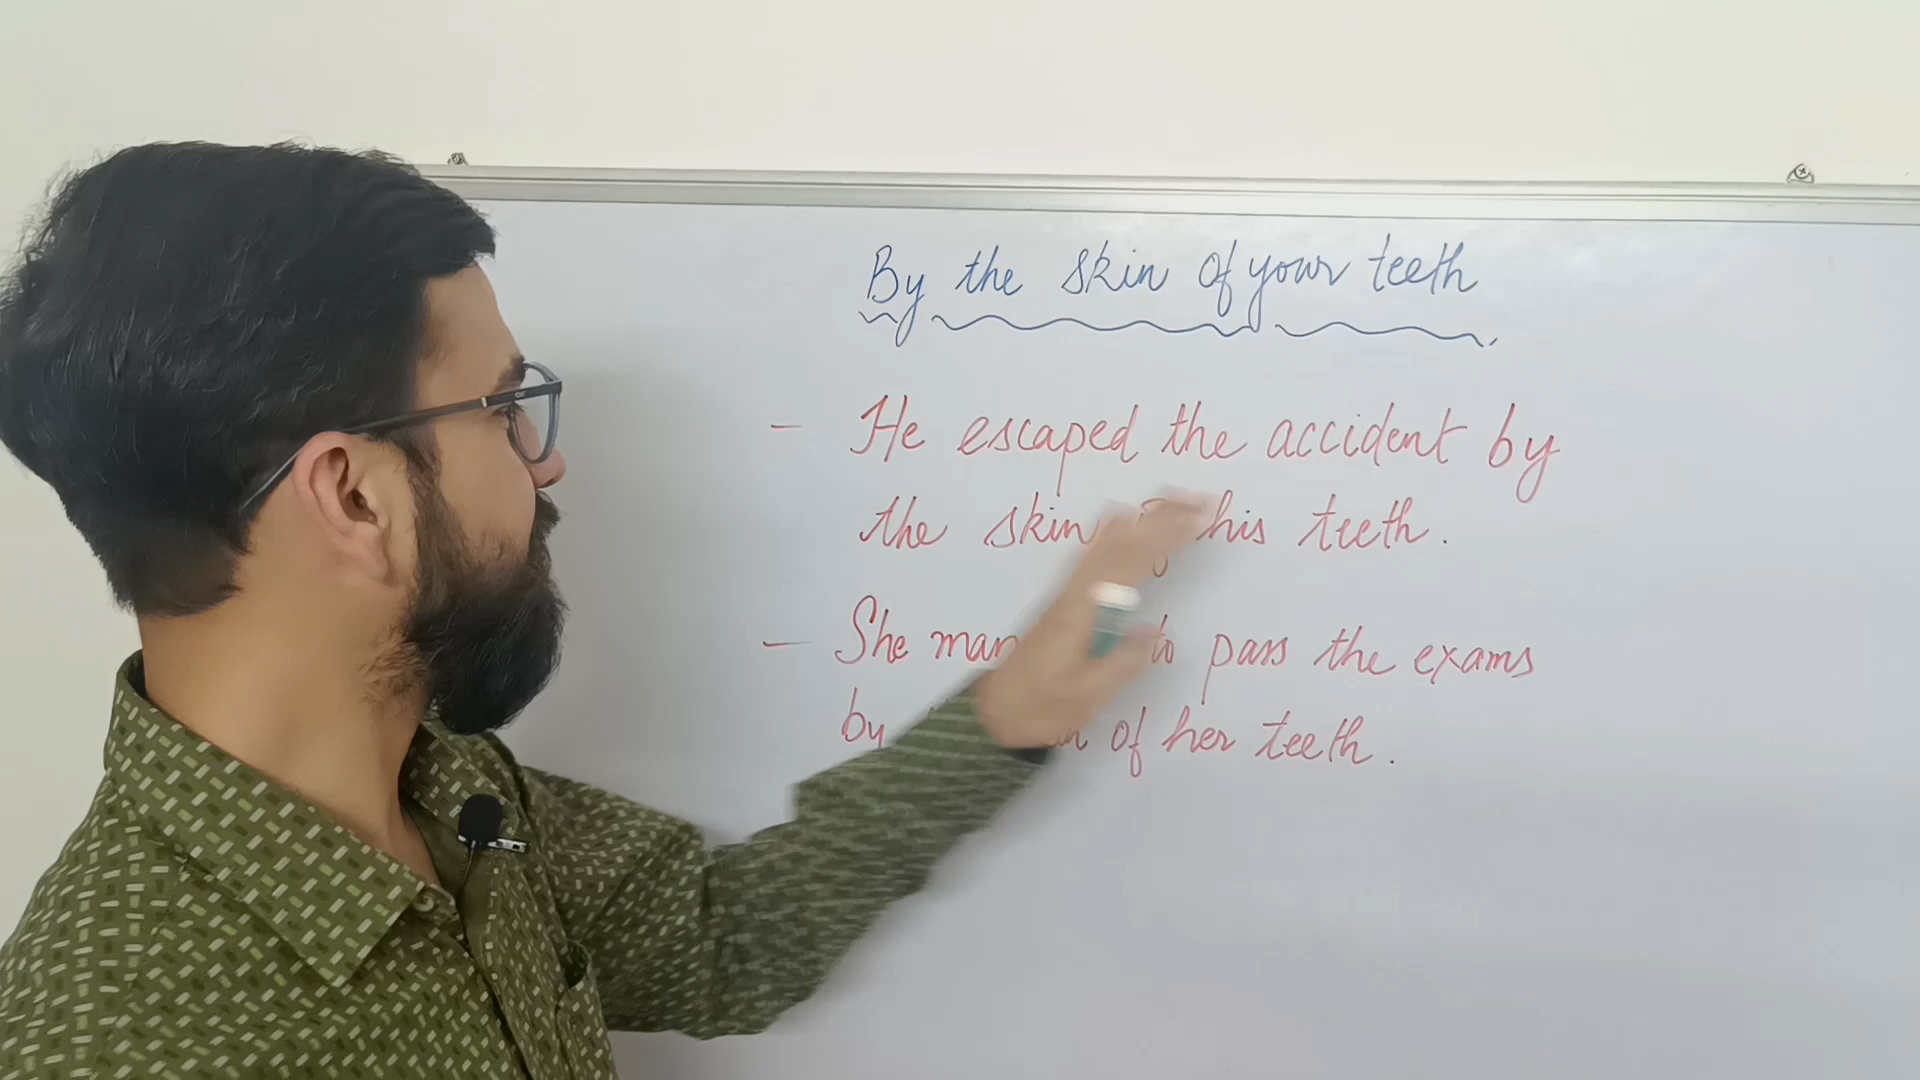 By the skin of your teeth
- He escaped the accident by
the skin his teeth.
- She to pass the exams
by of her teeth.